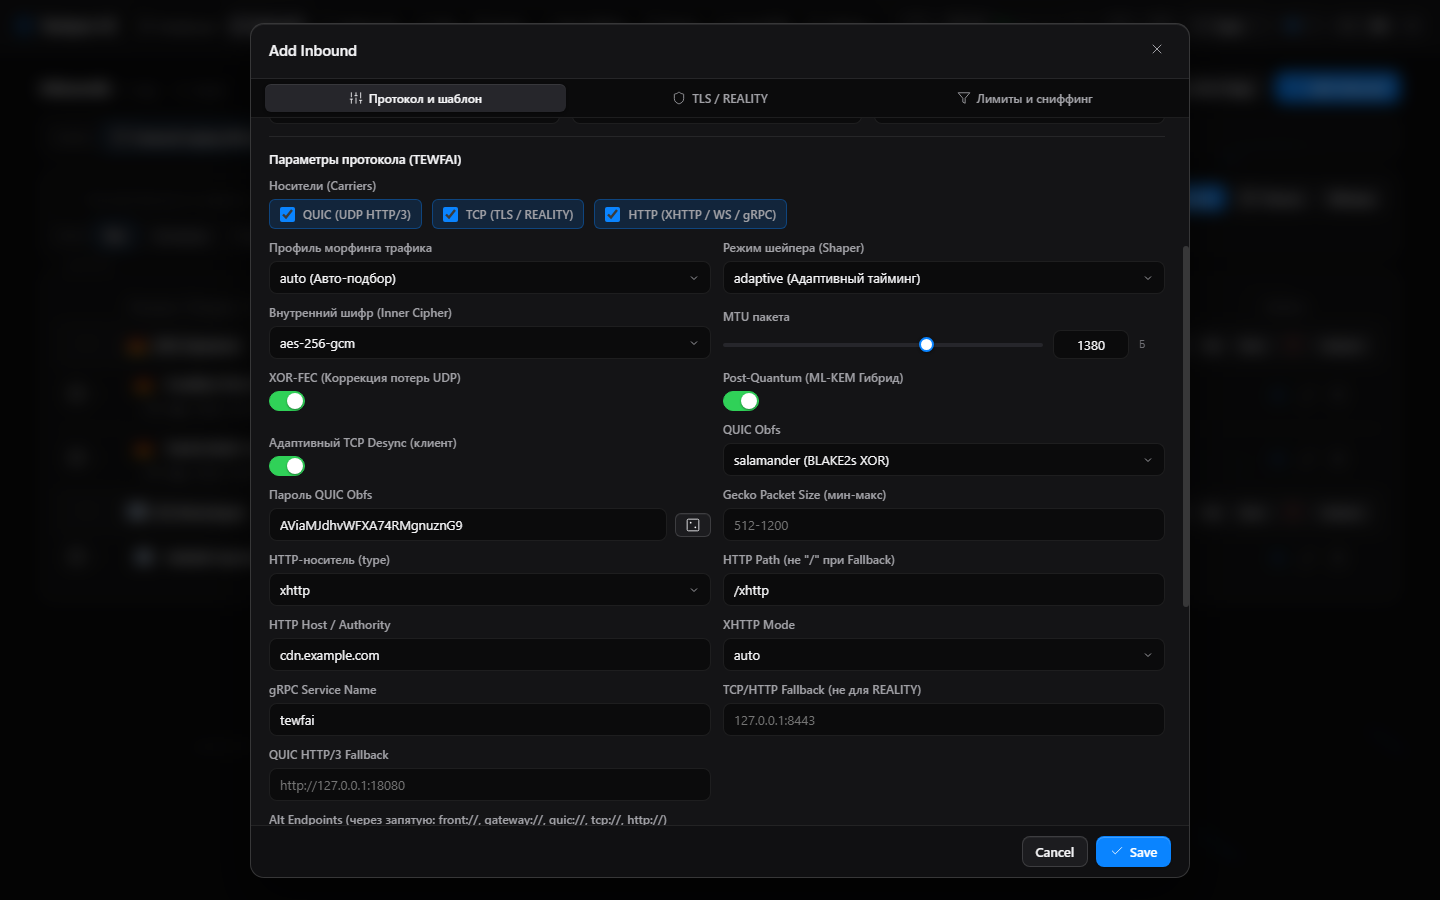 Add Inbound
Протокол и шаблон
TLS / REALITY
Лимиты и сниффинг
Параметры протокола (TEWFAI)
Носители (Carriers)
QUIC (UDP HTTP/3)
TCP (TLS / REALITY)
HTTP (XHTTP / WS / gRPC)
Профиль морфинга трафика
Режим шейпера (Shaper)
auto (Авто-подбор)
adaptive (Адаптивный тайминг)
Внутренний шифр (Inner Cipher)
MTU пакета
aes-256-gcm
1380
Б
XOR-FEC (Коррекция потерь UDP)
Post-Quantum (ML-KEM Гибрид)
Адаптивный TCP Desync (клиент)
QUIC Obfs
salamander (BLAKE2s XOR)
Пароль QUIC Obfs
Gecko Packet Size (мин-макс)
AViaMJdhvWFXA74RMgnuznG9
512-1200
HTTP-носитель (type)
HTTP Path (не "/" при Fallback)
xhttp
/xhttp
HTTP Host / Authority
XHTTP Mode
cdn.example.com
auto
gRPC Service Name
TCP/HTTP Fallback (не для REALITY)
tewfai
127.0.0.1:8443
QUIC HTTP/3 Fallback
http://127.0.0.1:18080
Alt Endpoints (через запятую: front://, gateway://, quic://, tcp://, http://)
Cancel
Save